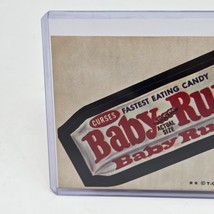 CURSES FASTEST EATING CANDY
Baby Ru
ACTUAL SIZE
Baby Ru